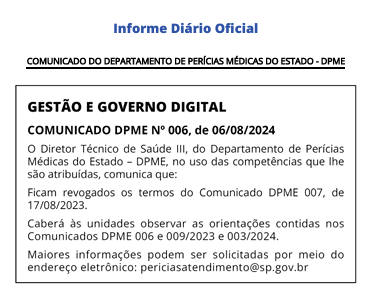 Informe Diário Oficial
COMUNICADO DO DEPARTAMENTO DE PERÍCIAS MÉDICAS DO ESTADO - DPME
GESTÃO E GOVERNO DIGITAL
COMUNICADO DPME Nº 006, de 06/08/2024
O Diretor Técnico de Saúde III, do Departamento de Perícias
Médicas do Estado – DPME, no uso das competências que lhe
são atribuídas, comunica que:
Ficam revogados os termos do Comunicado DPME 007, de
17/08/2023.
Caberá às unidades observar as orientações contidas nos
Comunicados DPME 006 e 009/2023 e 003/2024.
Maiores informações podem ser solicitadas por meio do
endereço eletrônico: periciasatendimento@sp.gov.br